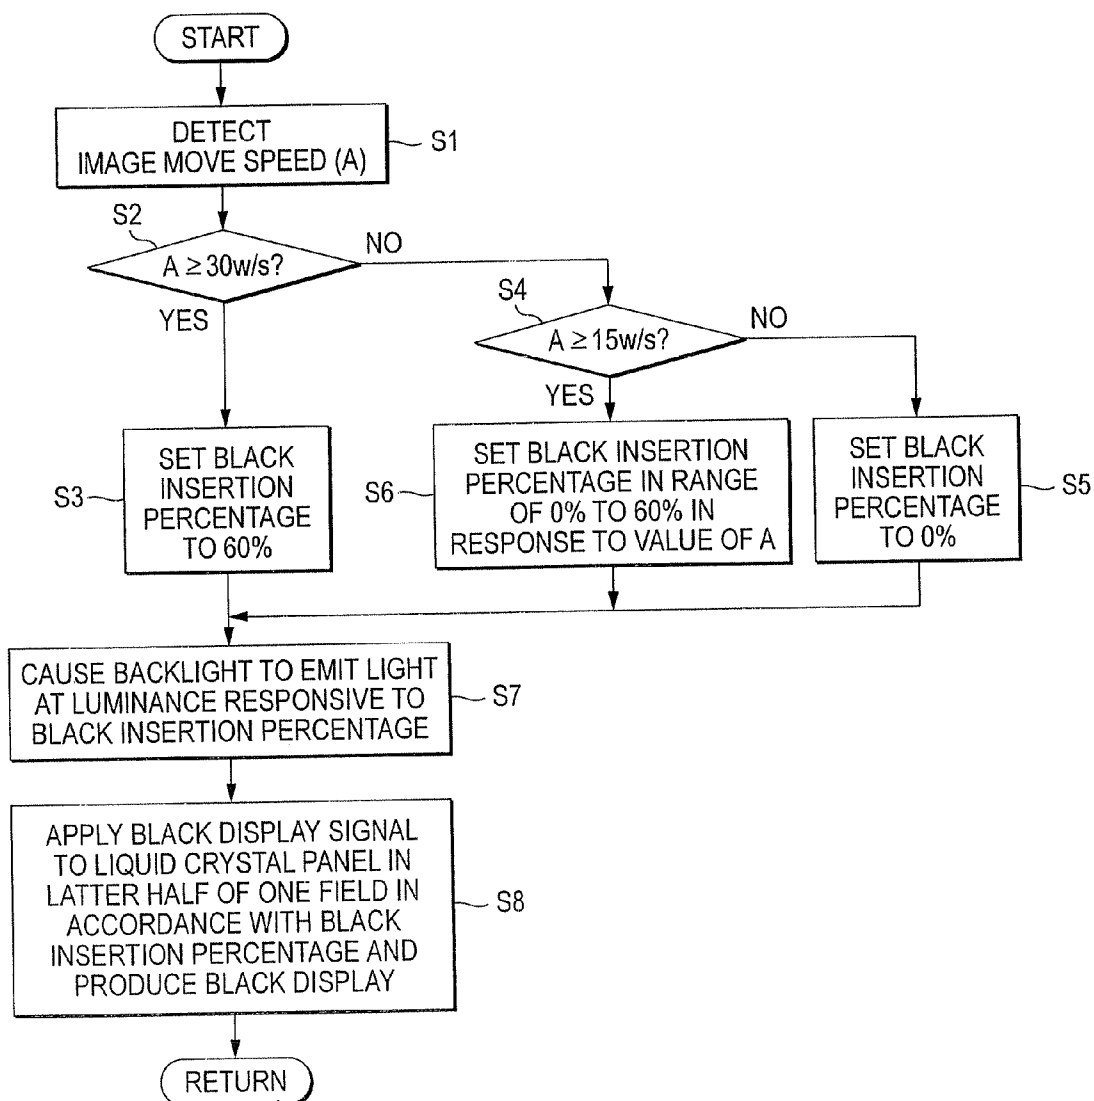 START
DETECT
IMAGE MOVE SPEED (A)
S1
S2
A ≥ 30w/s?
NO
YES
S4
A ≥ 15w/s?
NO
YES
SET BLACK
INSERTION
PERCENTAGE
TO 60%
S3
SET BLACK INSERTION
PERCENTAGE IN RANGE
OF 0% TO 60% IN
RESPONSE TO VALUE OF A
S6
SET BLACK
INSERTION
PERCENTAGE
TO 0%
S5
CAUSE BACKLIGHT TO EMIT LIGHT
AT LUMINANCE RESPONSIVE TO
BLACK INSERTION PERCENTAGE
S7
APPLY BLACK DISPLAY SIGNAL
TO LIQUID CRYSTAL PANEL IN
LATTER HALF OF ONE FIELD IN
ACCORDANCE WITH BLACK
INSERTION PERCENTAGE AND
PRODUCE BLACK DISPLAY
S8
RETURN